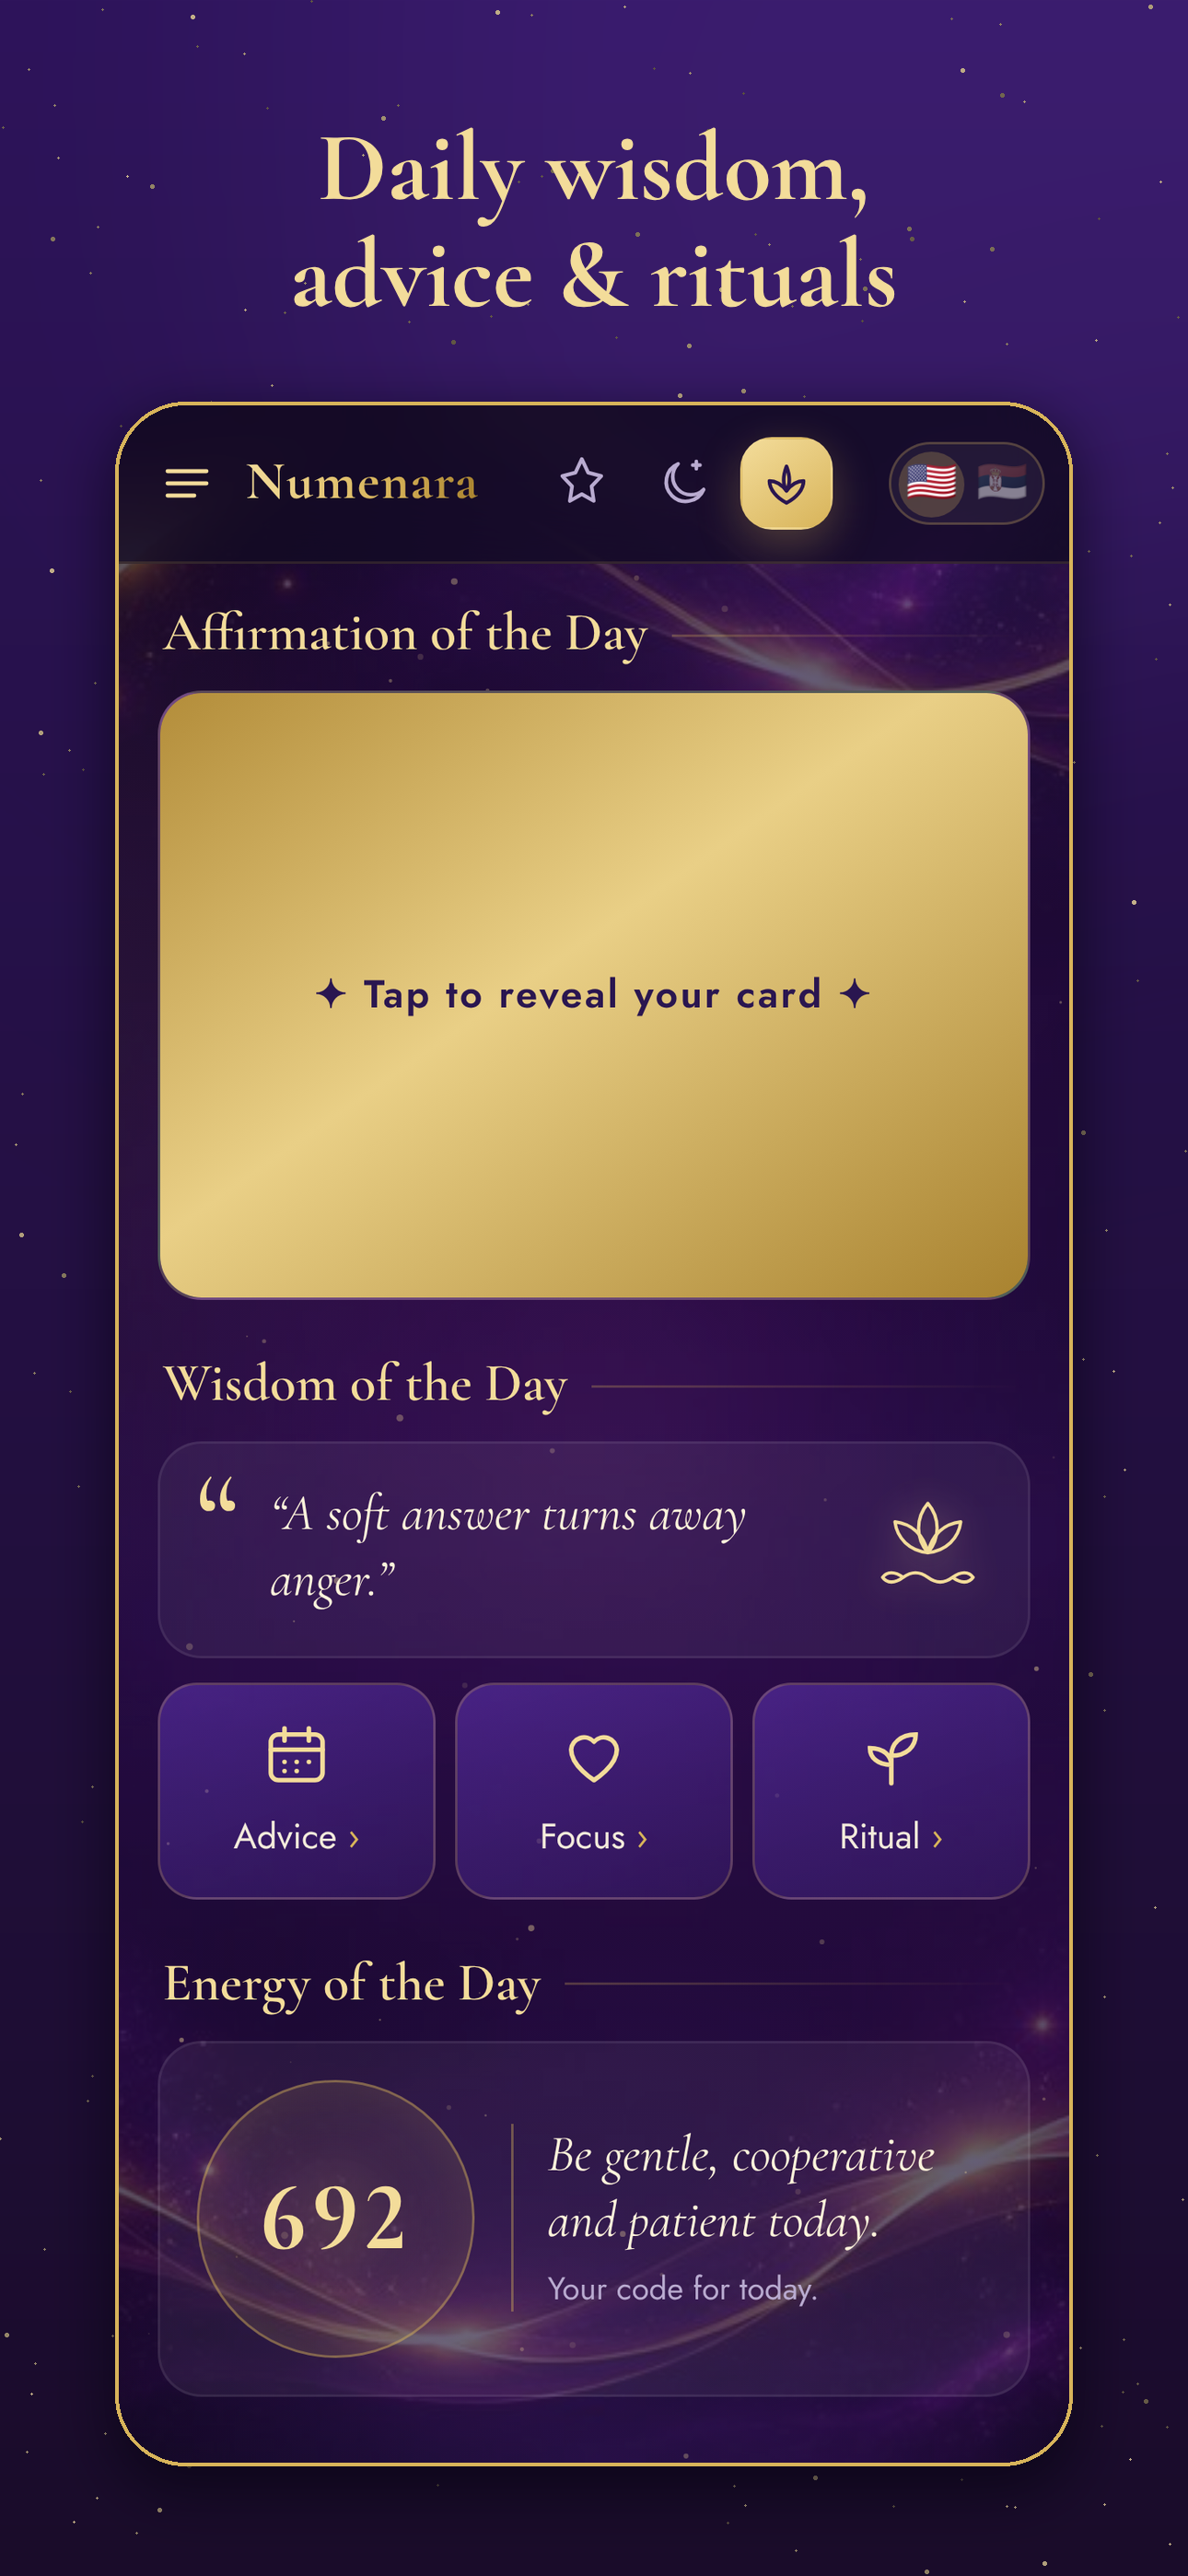 Daily wisdom,
advice & rituals
Numenara
Affirmation of the Day
✦ Tap to reveal your card ✦
Wisdom of the Day
“
“A soft answer turns away
anger.”
Advice ›
Focus ›
Ritual ›
Energy of the Day
692
Be gentle, cooperative
and patient today.
Your code for today.